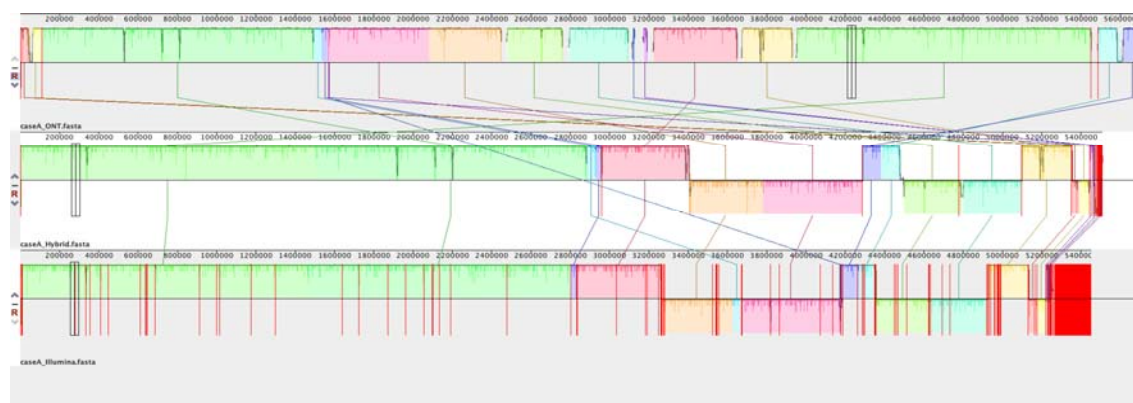 200000 400000 600000 800000 1000000 1200000 1400000 1600000 1800000 2000000 2200000 2400000 2600000 2800000 3000000 3200000 3400000 3600000 3800000 4000000 4200000 4400000 4600000 4800000 5000000 5200000 5400000 560000
R
caseA_ONT.fasta
200000 400000 600000 800000 1000000 1200000 1400000 1600000 1800000 2000000 2200000 2400000 2600000 2800000 3000000 3200000 3400000 3600000 3800000 4000000 4200000 4400000 4600000 4800000 5000000 5200000 5400000
R
caseA_Hybrid.fasta
200000 400000 600000 800000 1000000 1200000 1400000 1600000 1800000 2000000 2200000 2400000 2600000 2800000 3000000 3200000 3400000 3600000 3800000 4000000 4200000 4400000 4600000 4800000 5000000 5200000 540000
R
caseA_Illumina.fasta